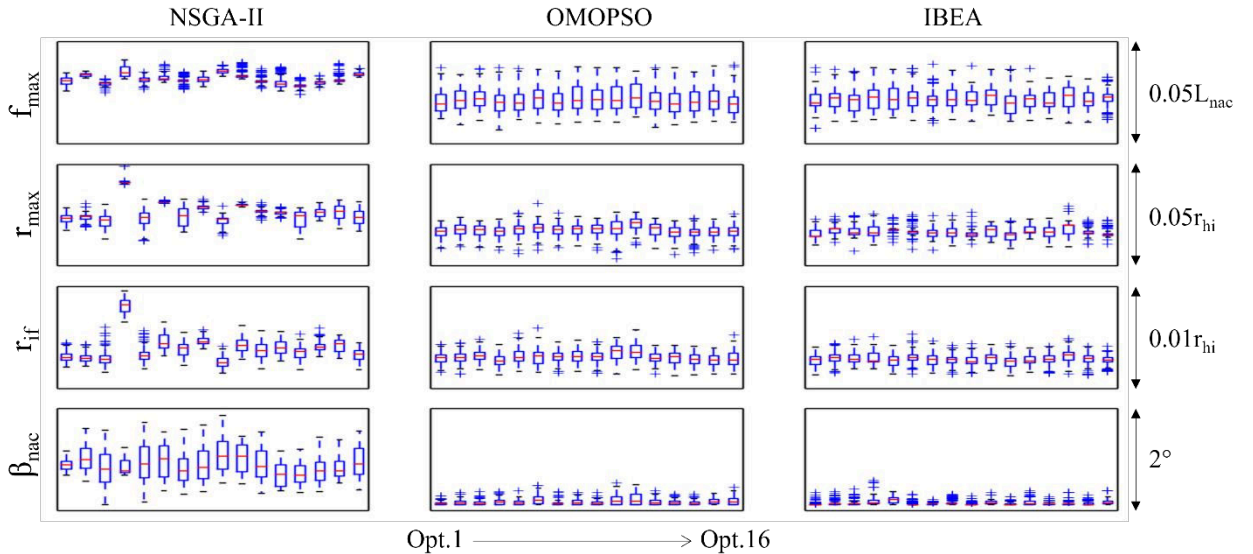 NSGA-II OMOPSO IBEA
f_max 0.05L_nac
r_max 0.05r_hi
r_if 0.01r_hi
β_nac 2°
Opt.1 → Opt.16